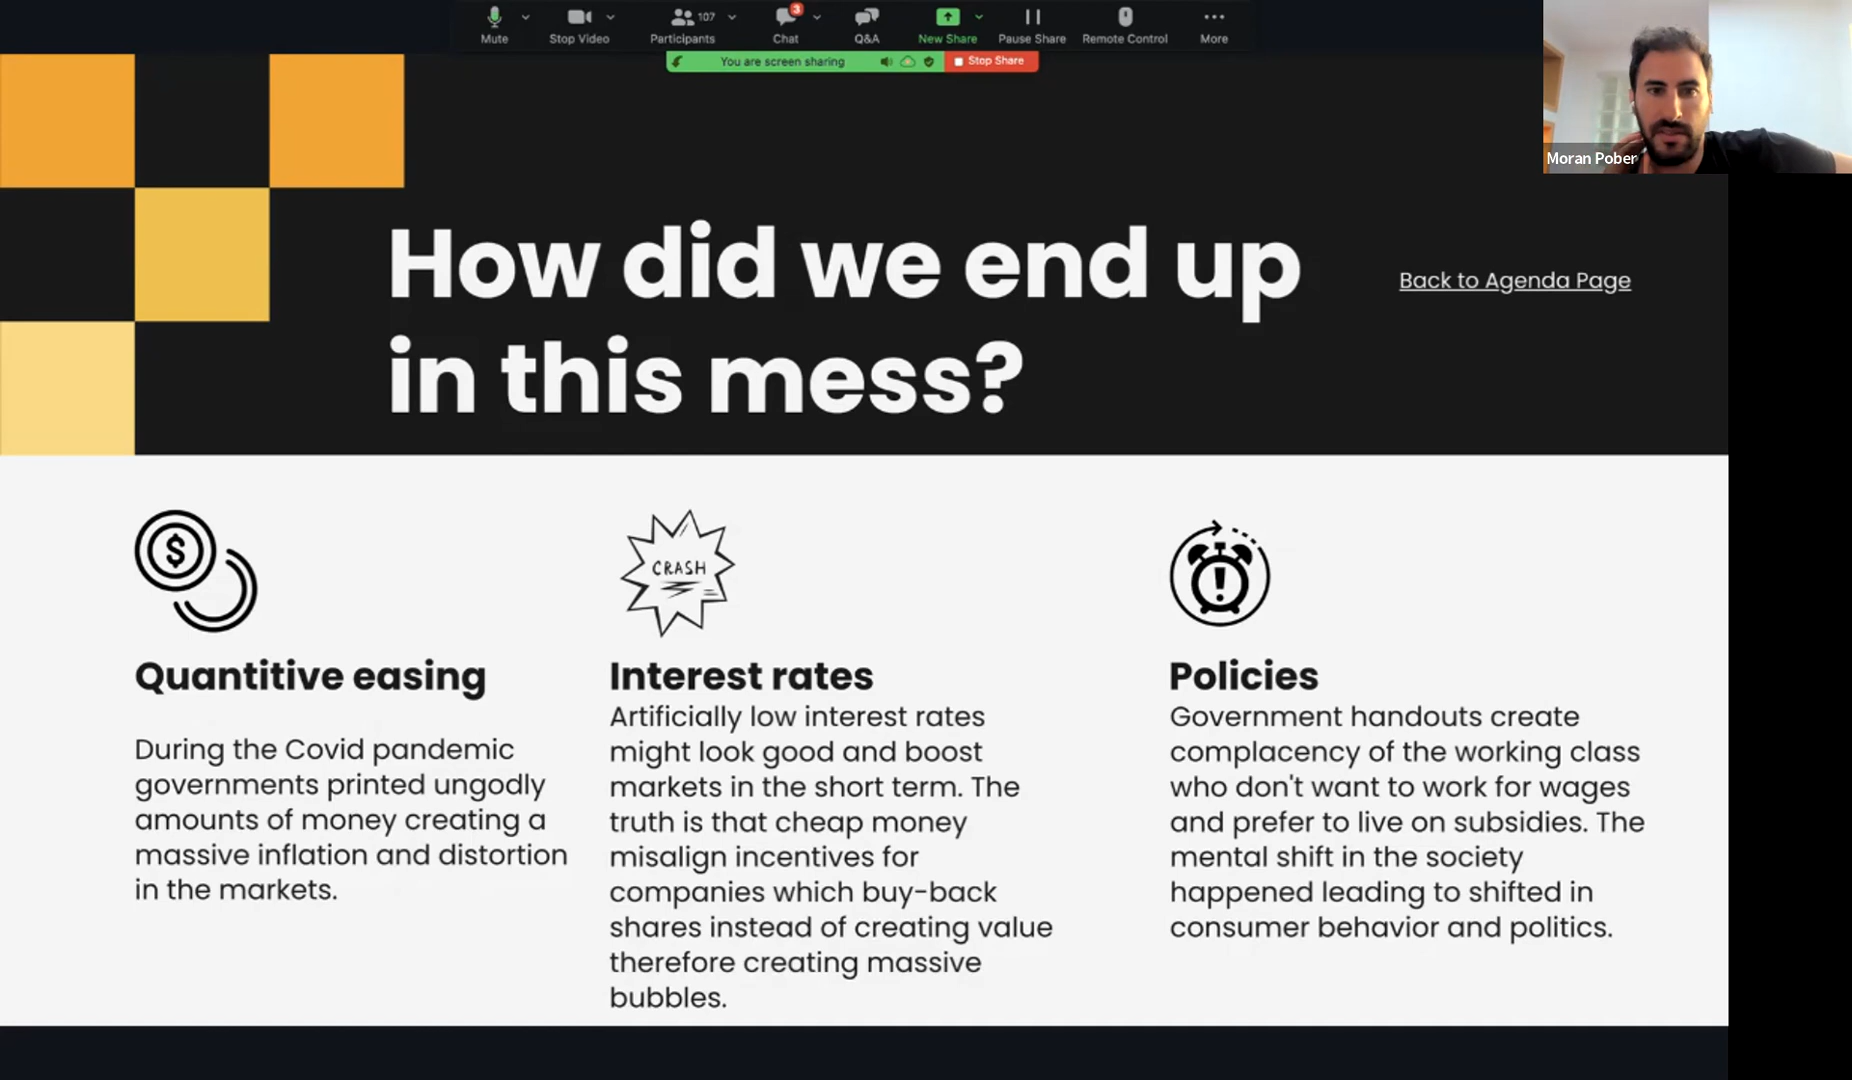 Mute
Stop Video
107
Participants
3
Chat
Q&A
New Share
Pause Share
Remote Control
More
You are screen sharing
Stop Share
Moran Pober
How did we end up
in this mess?
Back to Agenda Page
$
Quantitive easing
During the Covid pandemic
governments printed ungodly
amounts of money creating a
massive inflation and distortion
in the markets.
CRASH
Interest rates
Artificially low interest rates
might look good and boost
markets in the short term. The
truth is that cheap money
misalign incentives for
companies which buy-back
shares instead of creating value
therefore creating massive
bubbles.
!
Policies
Government handouts create
complacency of the working class
who don't want to work for wages
and prefer to live on subsidies. The
mental shift in the society
happened leading to shifted in
consumer behavior and politics.